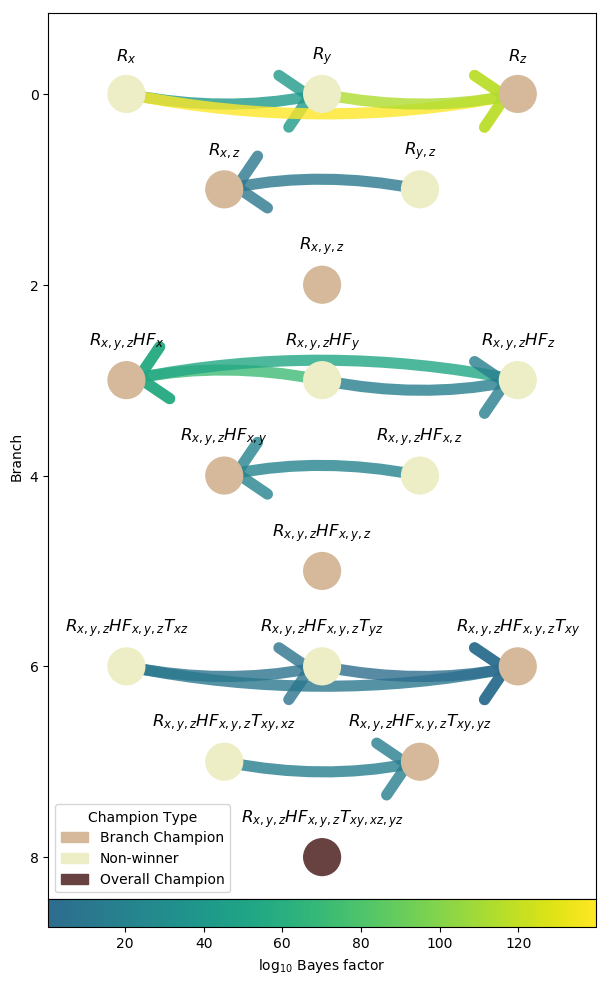 R_x R_y R_z
0
R_{x,z} R_{y,z}
R_{x,y,z}
2
R_{x,y,z}HF_x R_{x,y,z}HF_y R_{x,y,z}HF_z
R_{x,y,z}HF_{x,y} R_{x,y,z}HF_{x,z}
4
Branch
R_{x,y,z}HF_{x,y,z}
R_{x,y,z}HF_{x,y,z}T_{xz} R_{x,y,z}HF_{x,y,z}T_{yz} R_{x,y,z}HF_{x,y,z}T_{xy}
6
R_{x,y,z}HF_{x,y,z}T_{xy,xz} R_{x,y,z}HF_{x,y,z}T_{xy,yz}
R_{x,y,z}HF_{x,y,z}T_{xy,xz,yz}
8
Champion Type
Branch Champion
Non-winner
Overall Champion
20 40 60 80 100 120
log_{10} Bayes factor